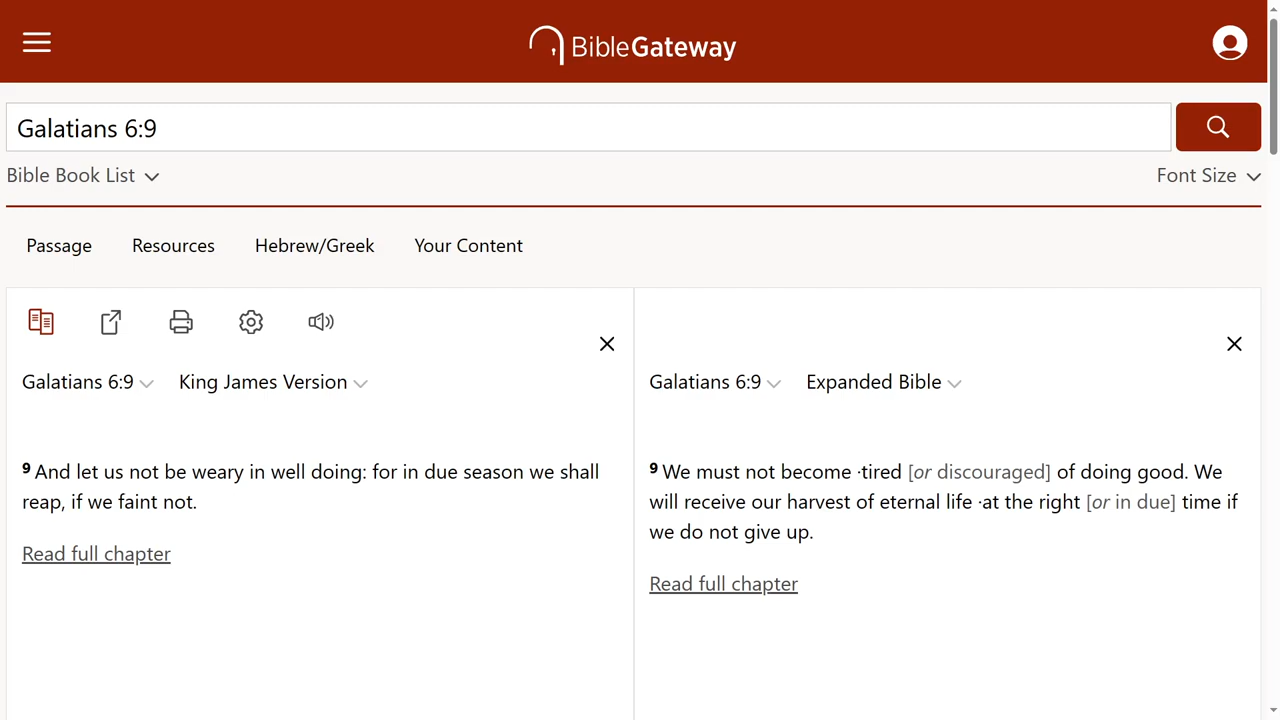 BibleGateway
Galatians 6:9
Bible Book List
Font Size
Passage
Resources
Hebrew/Greek
Your Content
Galatians 6:9
King James Version
9 And let us not be weary in well doing: for in due season we shall
reap, if we faint not.
Read full chapter
Galatians 6:9
Expanded Bible
9 We must not become ·tired [or discouraged] of doing good. We
will receive our harvest of eternal life ·at the right [or in due] time if
we do not give up.
Read full chapter